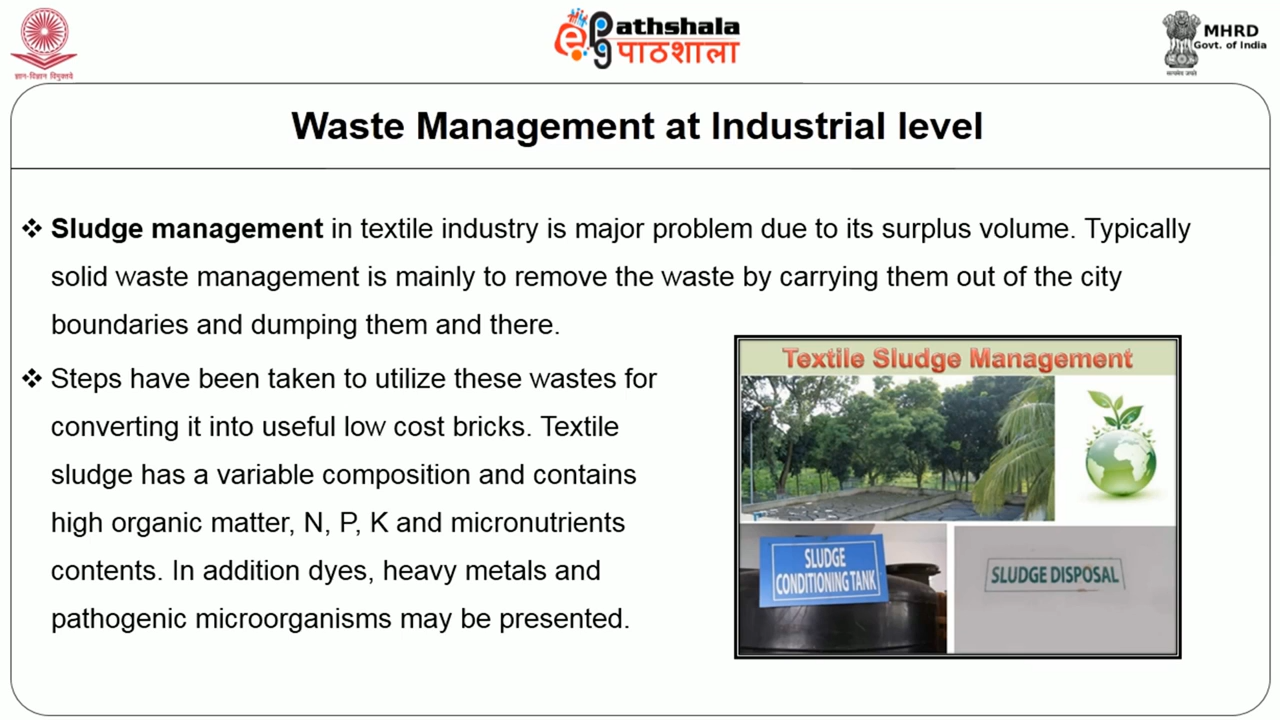 ज्ञान-विज्ञान विमुक्तये
ePathshala
पाठशाला
MHRD
Govt. of India
सत्यमेव जयते
Waste Management at Industrial level
❖ Sludge management in textile industry is major problem due to its surplus volume. Typically
solid waste management is mainly to remove the waste by carrying them out of the city
boundaries and dumping them and there.
❖ Steps have been taken to utilize these wastes for
converting it into useful low cost bricks. Textile
sludge has a variable composition and contains
high organic matter, N, P, K and micronutrients
contents. In addition dyes, heavy metals and
pathogenic microorganisms may be presented.
Textile Sludge Management
SLUDGE
CONDITIONING TANK
SLUDGE DISPOSAL